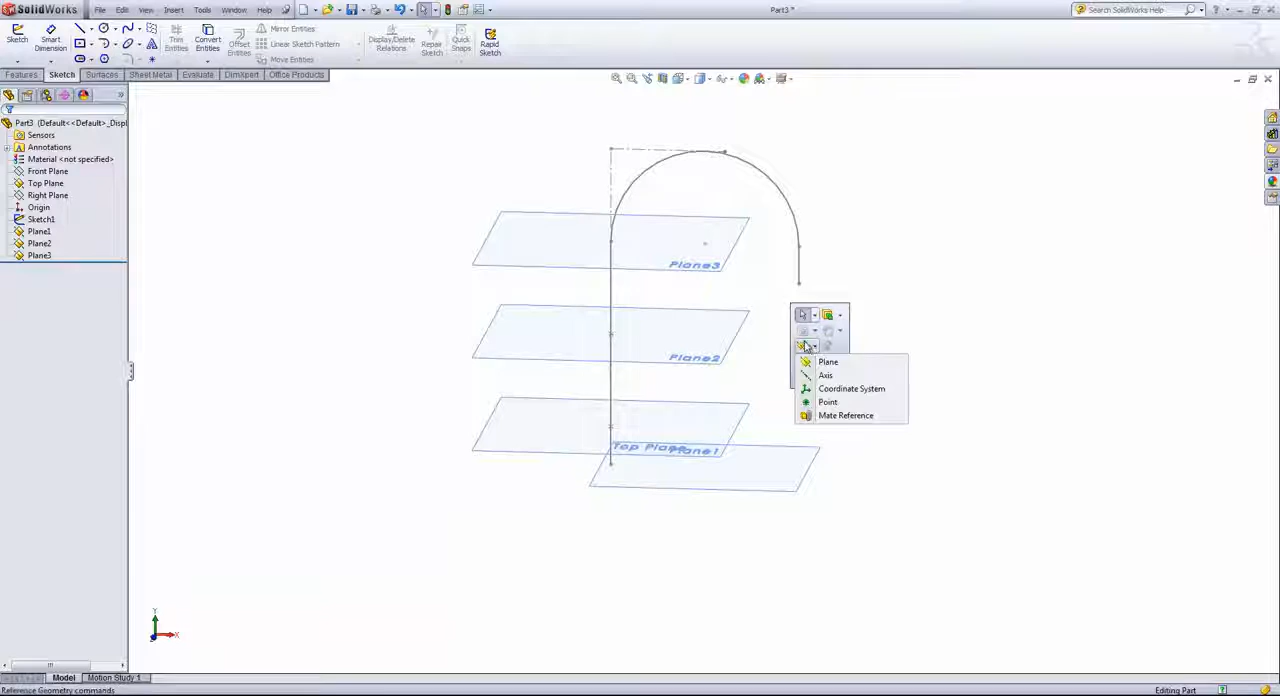 SolidWorks File Edit View Insert Tools Window Help Part3 * Search SolidWorks Help
Sketch Smart Dimension Trim Entities Convert Entities Offset Entities Mirror Entities Linear Sketch Pattern Move Entities Display/Delete Relations Repair Sketch Quick Snaps Rapid Sketch
Features Sketch Surfaces Sheet Metal Evaluate DimXpert Office Products
Part3 (Default<<Default>_Displ
Sensors
Annotations
Material <not specified>
Front Plane
Top Plane
Right Plane
Origin
Sketch1
Plane1
Plane2
Plane3
Plane3
Plane2
Top Plane
Plane1
Plane
Axis
Coordinate System
Point
Mate Reference
Y
X
Z
Model Motion Study 1
Reference Geometry commands Editing Part